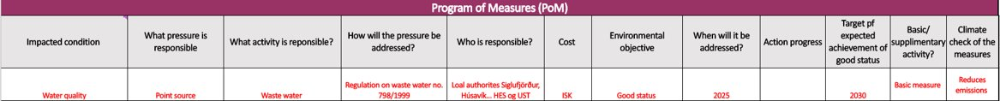 Program of Measures (PoM)
Impacted condition
What pressure is
responsible
What activity is reponsible?
How will the pressure be
addressed?
Who is responsible?
Cost
Environmental
objective
When will it be
addressed?
Action progress
Target pf
expected
achievement of
good status
Basic/
supplimentary
activity?
Climate
check of the
measures
Water quality
Point source
Waste water
Regulation on waste water no.
798/1999
Loal authorites Siglufjörður,
Húsavík... HES og UST
ISK
Good status
2025
2030
Basic measure
Reduces
emissions